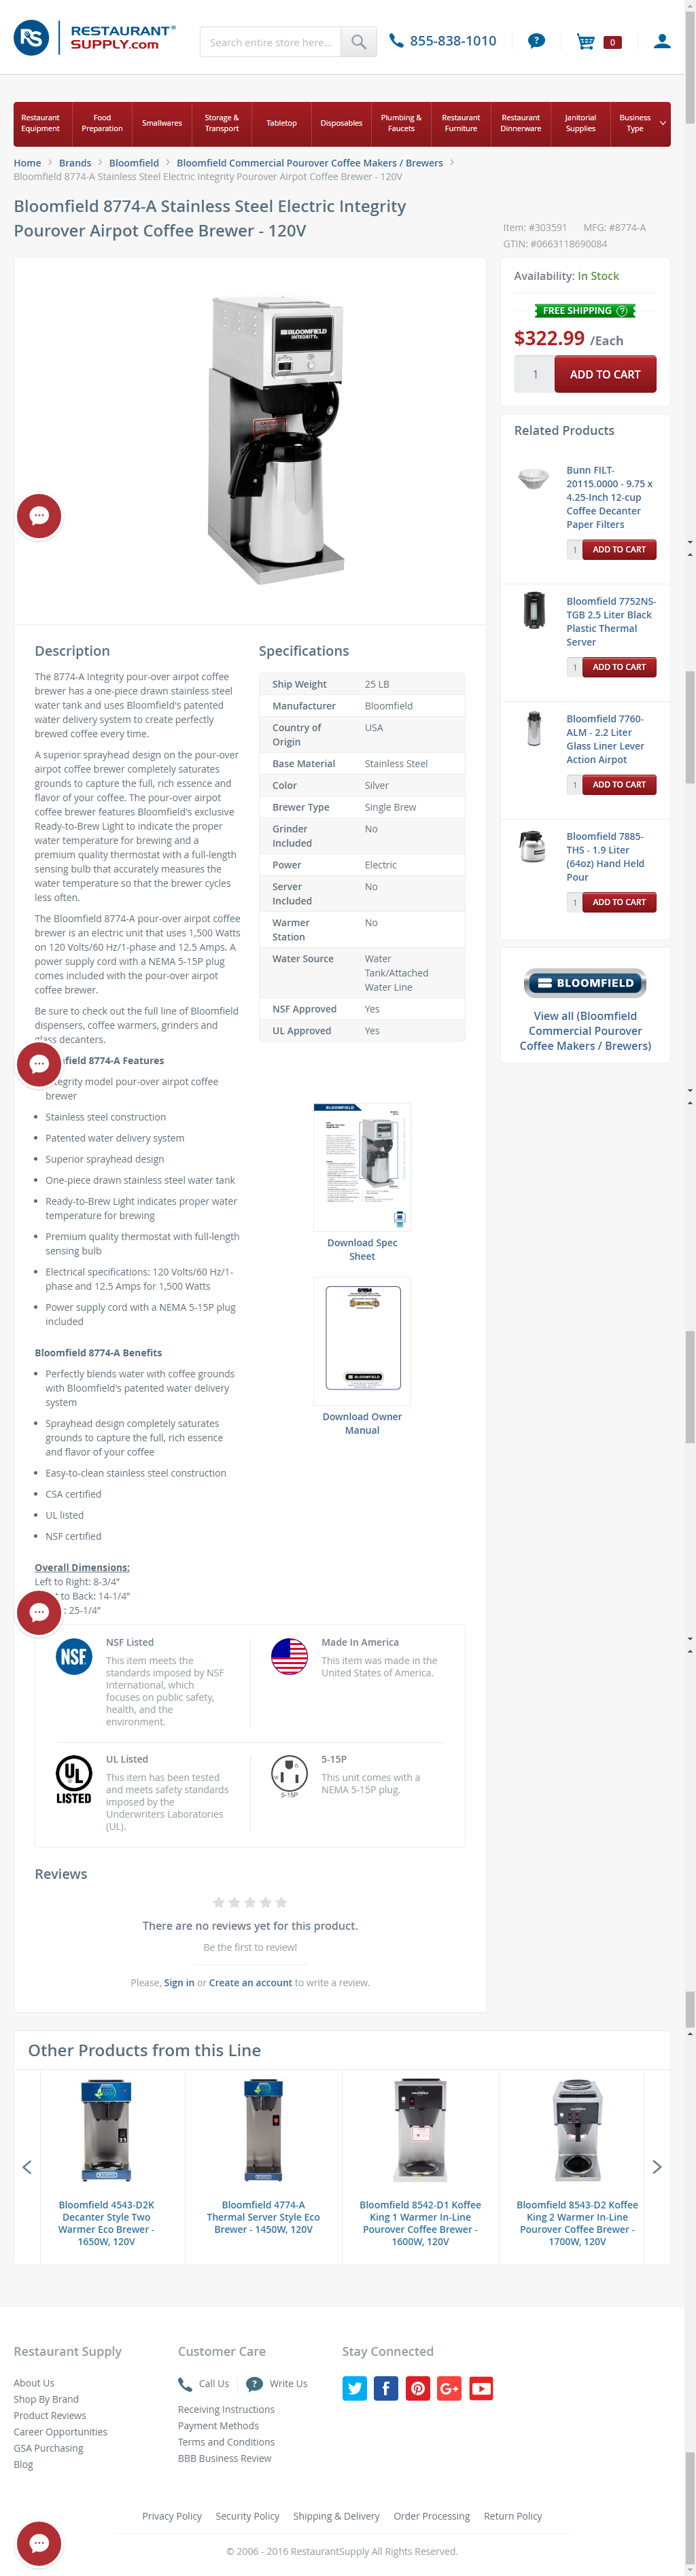 RESTAURANT
SUPPLY.com
RS
Search entire store here...
855-838-1010
?
0
Restaurant Equipment
Food Preparation
Smallwares
Storage & Transport
Tabletop
Disposables
Plumbing & Faucets
Restaurant Furniture
Restaurant Dinnerware
Janitorial Supplies
Business Type
Home > Brands > Bloomfield > Bloomfield Commercial Pourover Coffee Makers / Brewers >
Bloomfield 8774-A Stainless Steel Electric Integrity Pourover Airpot Coffee Brewer - 120V
Bloomfield 8774-A Stainless Steel Electric Integrity
Pourover Airpot Coffee Brewer - 120V
Item: #303591 MFG: #8774-A
GTIN: #0663118690084
BLOOMFIELD
INTEGRITY
Availability: In Stock
FREE SHIPPING ?
$322.99 /Each
1 ADD TO CART
Related Products
Bunn FILT-
20115.0000 - 9.75 x
4.25-Inch 12-cup
Coffee Decanter
Paper Filters
1 ADD TO CART
Bloomfield 7752NS-
TGB 2.5 Liter Black
Plastic Thermal
Server
1 ADD TO CART
Bloomfield 7760-
ALM - 2.2 Liter
Glass Liner Lever
Action Airpot
1 ADD TO CART
Bloomfield 7885-
THS - 1.9 Liter
(64oz) Hand Held
Pour
1 ADD TO CART
BLOOMFIELD
View all (Bloomfield
Commercial Pourover
Coffee Makers / Brewers)
Description
The 8774-A Integrity pour-over airpot coffee
brewer has a one-piece drawn stainless steel
water tank and uses Bloomfield's patented
water delivery system to create perfectly
brewed coffee every time.
A superior sprayhead design on the pour-over
airpot coffee brewer completely saturates
grounds to capture the full, rich essence and
flavor of your coffee. The pour-over airpot
coffee brewer features Bloomfield's exclusive
Ready-to-Brew Light to indicate the proper
water temperature for brewing and a
premium quality thermostat with a full-length
sensing bulb that accurately measures the
water temperature so that the brewer cycles
less often.
The Bloomfield 8774-A pour-over airpot coffee
brewer is an electric unit that uses 1,500 Watts
on 120 Volts/60 Hz/1-phase and 12.5 Amps. A
power supply cord with a NEMA 5-15P plug
comes included with the pour-over airpot
coffee brewer.
Be sure to check out the full line of Bloomfield
dispensers, coffee warmers, grinders and
glass decanters.
field 8774-A Features
tegrity model pour-over airpot coffee
brewer
Stainless steel construction
Patented water delivery system
Superior sprayhead design
One-piece drawn stainless steel water tank
Ready-to-Brew Light indicates proper water
temperature for brewing
Premium quality thermostat with full-length
sensing bulb
Electrical specifications: 120 Volts/60 Hz/1-
phase and 12.5 Amps for 1,500 Watts
Power supply cord with a NEMA 5-15P plug
included
Bloomfield 8774-A Benefits
Perfectly blends water with coffee grounds
with Bloomfield's patented water delivery
system
Sprayhead design completely saturates
grounds to capture the full, rich essence
and flavor of your coffee
Easy-to-clean stainless steel construction
CSA certified
UL listed
NSF certified
Overall Dimensions:
Left to Right: 8-3/4"
to Back: 14-1/4"
: 25-1/4"
Specifications
Ship Weight 25 LB
Manufacturer Bloomfield
Country of Origin USA
Base Material Stainless Steel
Color Silver
Brewer Type Single Brew
Grinder Included No
Power Electric
Server Included No
Warmer Station No
Water Source Water Tank/Attached Water Line
NSF Approved Yes
UL Approved Yes
BLOOMFIELD
Download Spec
Sheet
BLOOMFIELD
Download Owner
Manual
NSF
NSF Listed
This item meets the
standards imposed by NSF
International, which
focuses on public safety,
health, and the
environment.
Made In America
This item was made in the
United States of America.
UL
LISTED
UL Listed
This item has been tested
and meets safety standards
imposed by the
Underwriters Laboratories
(UL).
n
W
5-15P
5-15P
This unit comes with a
NEMA 5-15P plug.
Reviews
There are no reviews yet for this product.
Be the first to review!
Please, Sign in or Create an account to write a review.
Other Products from this Line
Bloomfield 4543-D2K
Decanter Style Two
Warmer Eco Brewer -
1650W, 120V
Bloomfield 4774-A
Thermal Server Style Eco
Brewer - 1450W, 120V
Bloomfield 8542-D1 Koffee
King 1 Warmer In-Line
Pourover Coffee Brewer -
1600W, 120V
Bloomfield 8543-D2 Koffee
King 2 Warmer In-Line
Pourover Coffee Brewer -
1700W, 120V
Restaurant Supply
About Us
Shop By Brand
Product Reviews
Career Opportunities
GSA Purchasing
Blog
Customer Care
Call Us
? Write Us
Receiving Instructions
Payment Methods
Terms and Conditions
BBB Business Review
Stay Connected
f
G+
Privacy Policy Security Policy Shipping & Delivery Order Processing Return Policy
© 2006 - 2016 RestaurantSupply All Rights Reserved.